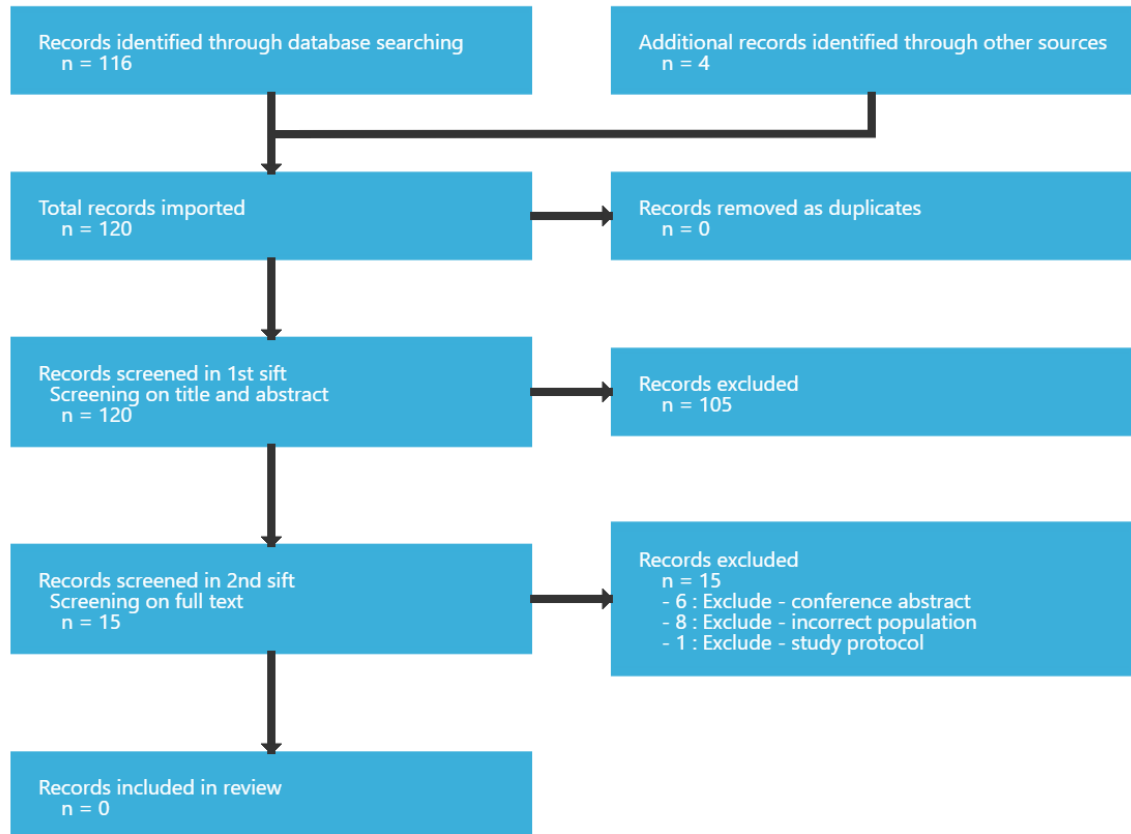 Records identified through database searching
n = 116
Additional records identified through other sources
n = 4
Total records imported
n = 120
Records removed as duplicates
n = 0
Records screened in 1st sift
Screening on title and abstract
n = 120
Records excluded
n = 105
Records screened in 2nd sift
Screening on full text
n = 15
Records excluded
n = 15
- 6 : Exclude - conference abstract
- 8 : Exclude - incorrect population
- 1 : Exclude - study protocol
Records included in review
n = 0